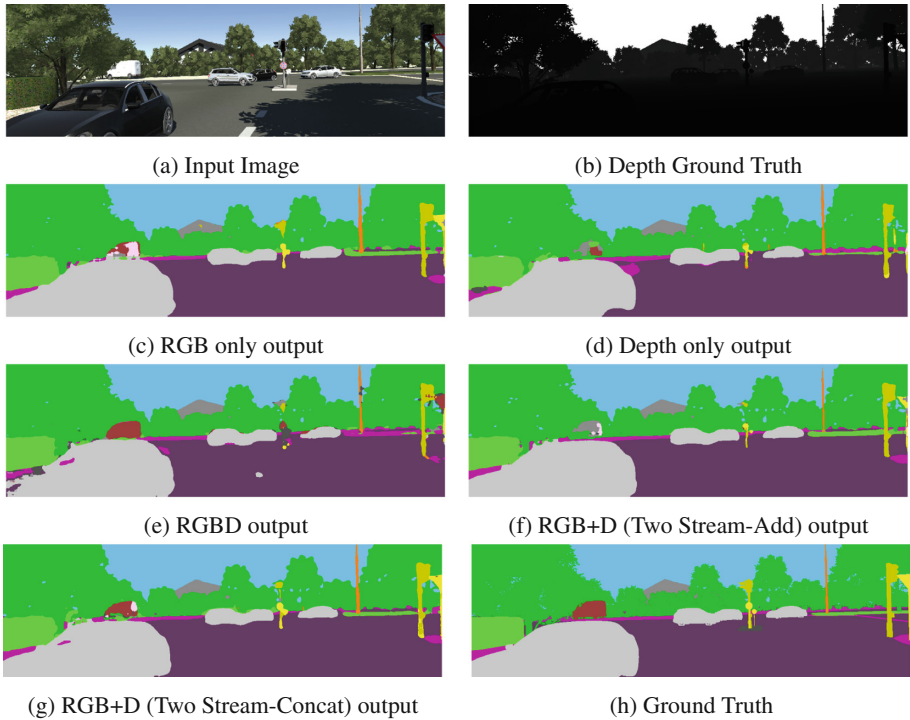 (a) Input Image
(b) Depth Ground Truth
(c) RGB only output
(d) Depth only output
(e) RGBD output
(f) RGB+D (Two Stream-Add) output
(g) RGB+D (Two Stream-Concat) output
(h) Ground Truth